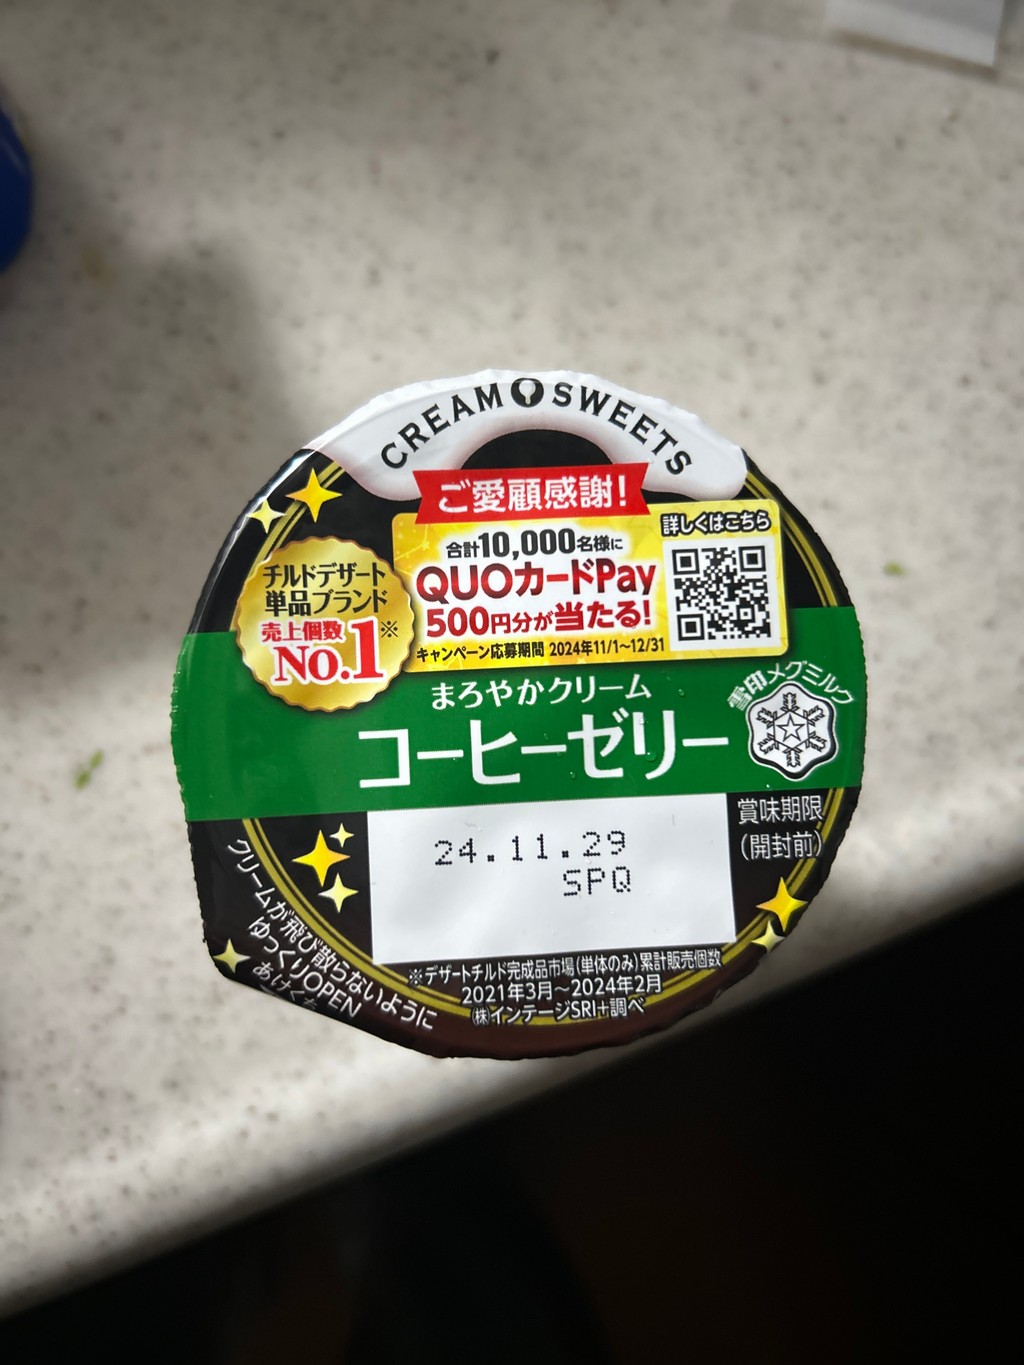 CREAM SWEETS
ご愛顧感謝!
合計10,000名様に
QUOカードPay
500円分が当たる!
キャンペーン応募期間 2024年11/1~12/31
詳しくはこちら
チルドデザート
単品ブランド
売上個数
No.1※
まろやかクリーム
コーヒーゼリー
雪印メグミルク
24.11.29
SPQ
賞味期限
(開封前)
クリームが飛び散らないように
ゆっくりOPEN
あけくち
※デザートチルド完成品市場(単体のみ)累計販売個数
2021年3月~2024年2月
㈱インテージSRI+調べ